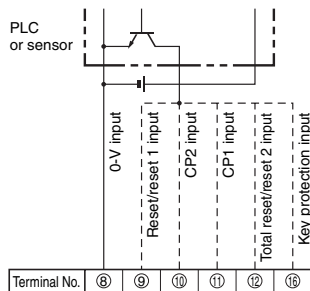 PLC
or sensor
0-V input
Reset/reset 1 input
CP2 input
CP1 input
Total reset/reset 2 input
Key protection input
Terminal No. ⑧ ⑨ ⑩ ⑪ ⑫ ⑯